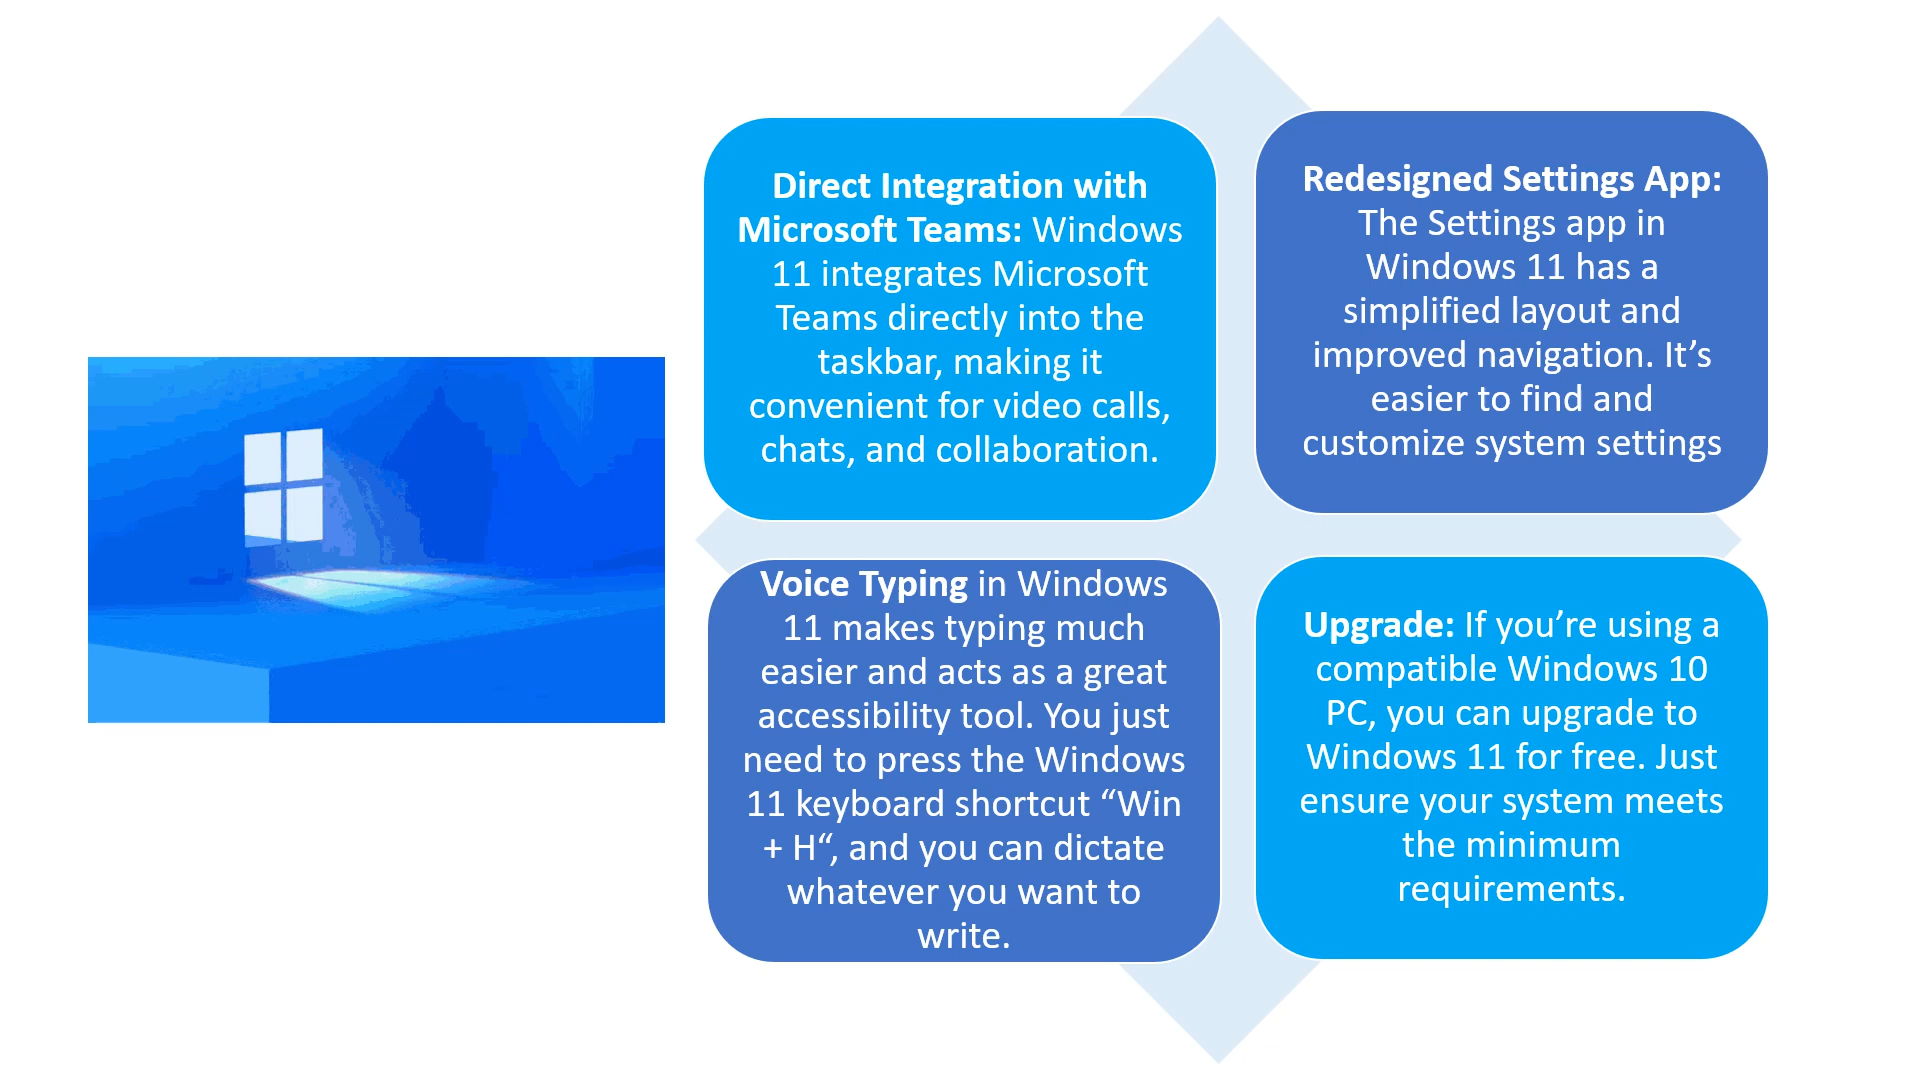 Direct Integration with
Microsoft Teams: Windows
11 integrates Microsoft
Teams directly into the
taskbar, making it
convenient for video calls,
chats, and collaboration.
Redesigned Settings App:
The Settings app in
Windows 11 has a
simplified layout and
improved navigation. It’s
easier to find and
customize system settings
Voice Typing in Windows
11 makes typing much
easier and acts as a great
accessibility tool. You just
need to press the Windows
11 keyboard shortcut “Win
+ H“, and you can dictate
whatever you want to
write.
Upgrade: If you’re using a
compatible Windows 10
PC, you can upgrade to
Windows 11 for free. Just
ensure your system meets
the minimum
requirements.